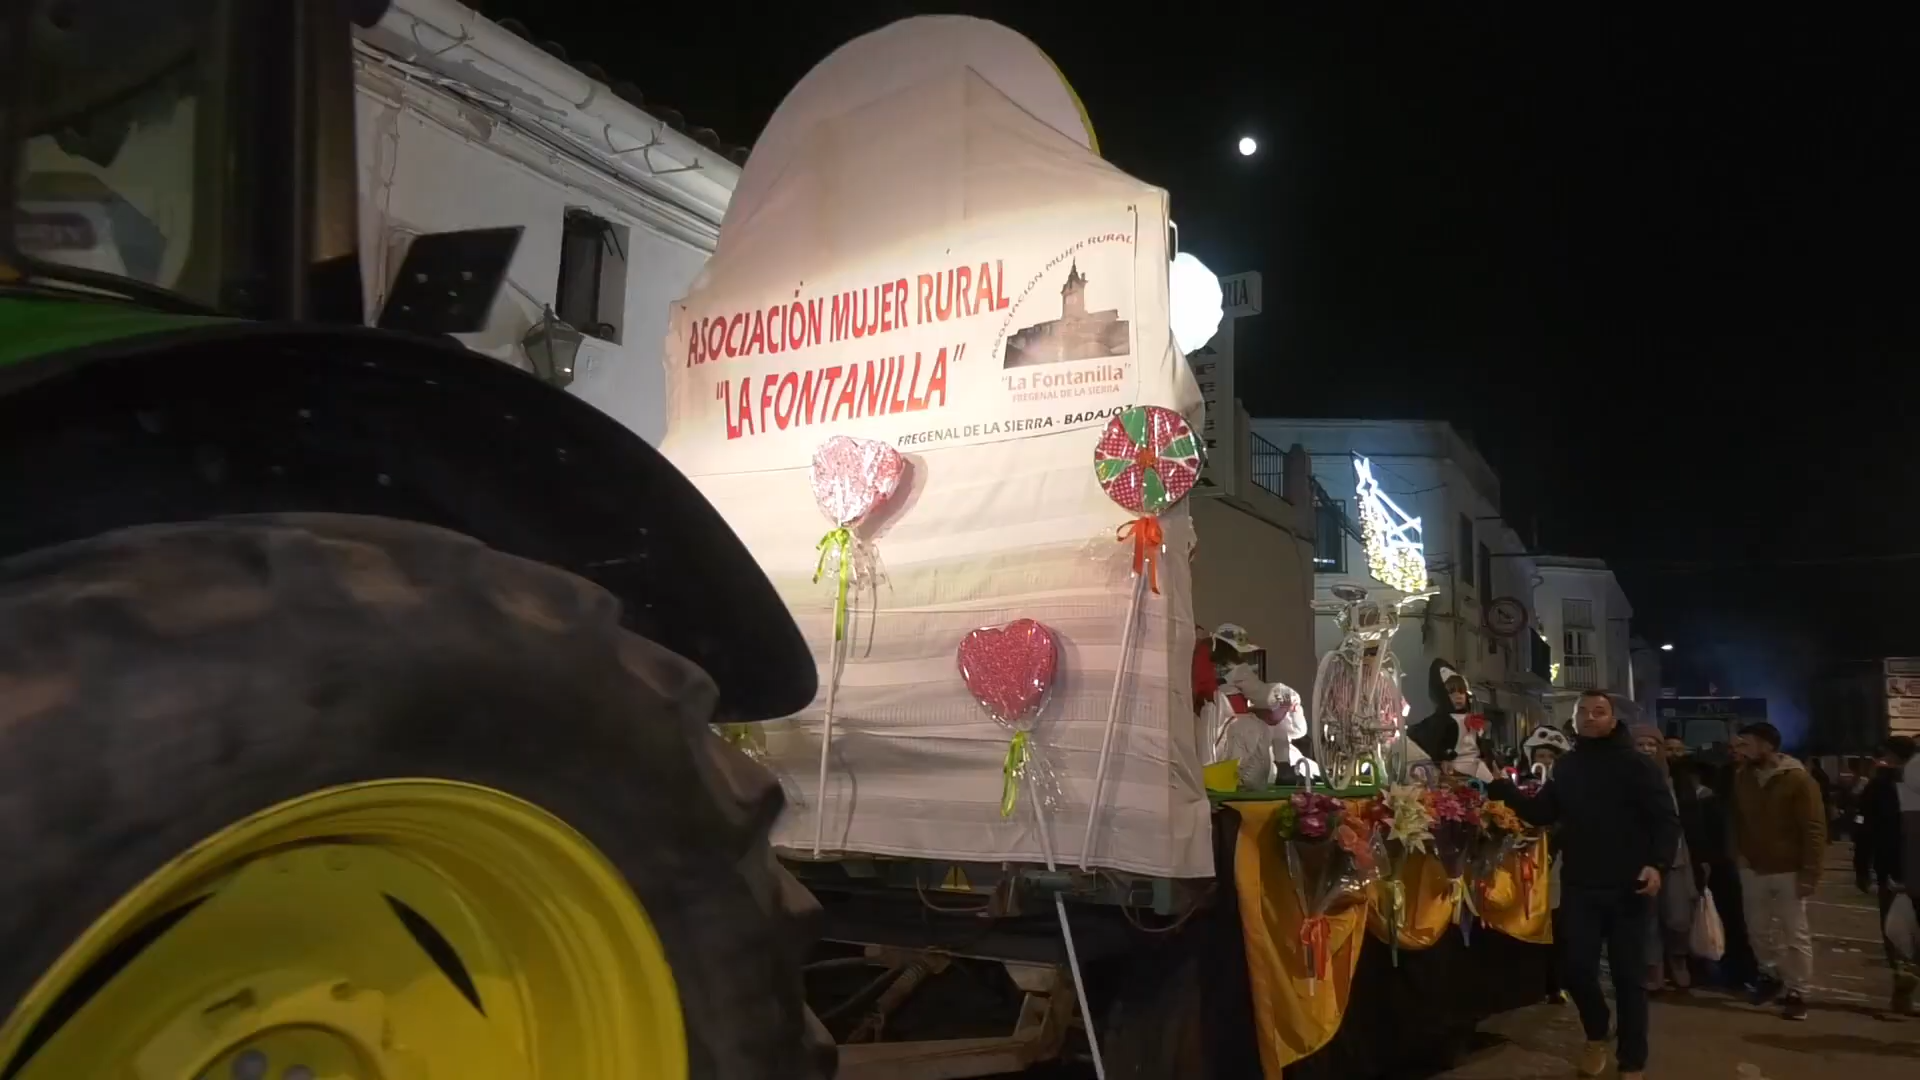 ASOCIACIÓN MUJER RURAL
"LA FONTANILLA"
ASOCIACIÓN MUJER RURAL
"La Fontanilla"
FREGENAL DE LA SIERRA
FREGENAL DE LA SIERRA - BADAJOZ